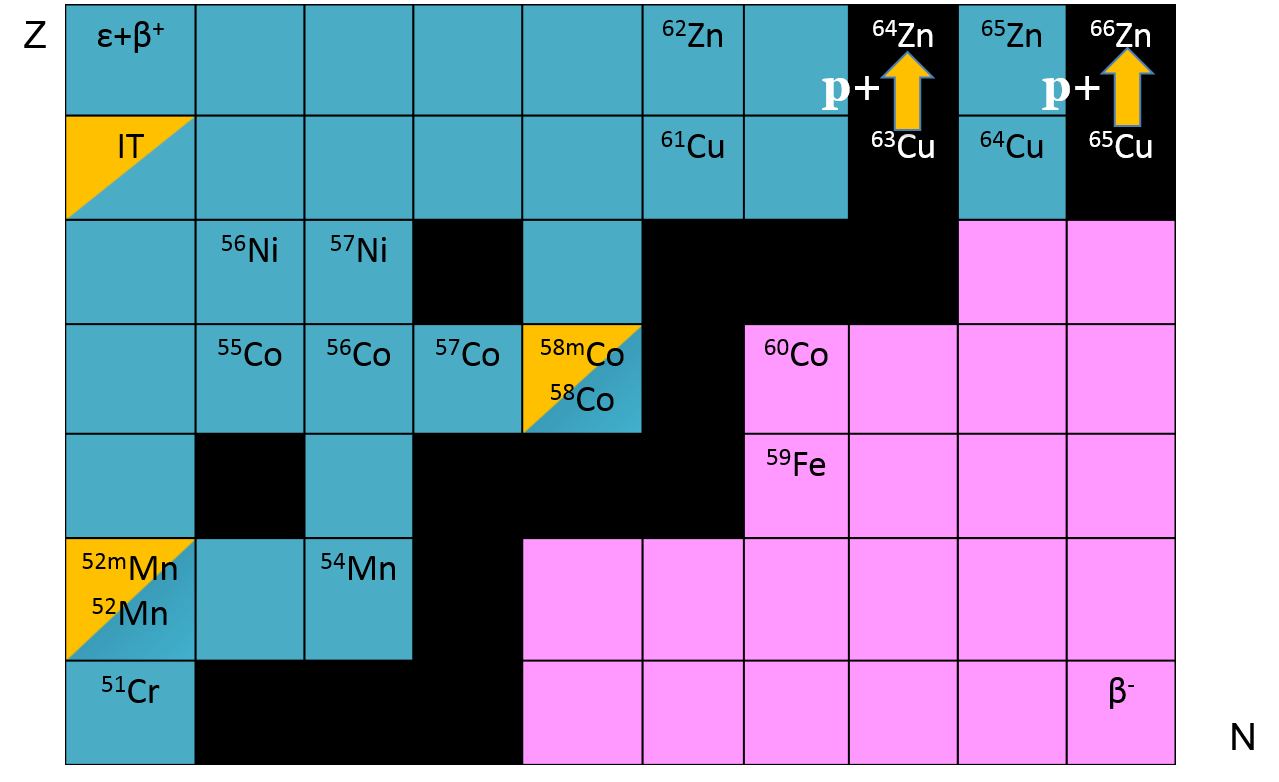 Z
ε+β⁺ ⁶²Zn ⁶⁴Zn ⁶⁵Zn ⁶⁶Zn
p+ p+
IT ⁶¹Cu ⁶³Cu ⁶⁴Cu ⁶⁵Cu
⁵⁶Ni ⁵⁷Ni
⁵⁵Co ⁵⁶Co ⁵⁷Co ⁵⁸ᵐCo ⁶⁰Co
⁵⁸Co
⁵⁹Fe
⁵²ᵐMn ⁵⁴Mn
⁵²Mn
⁵¹Cr β⁻
N